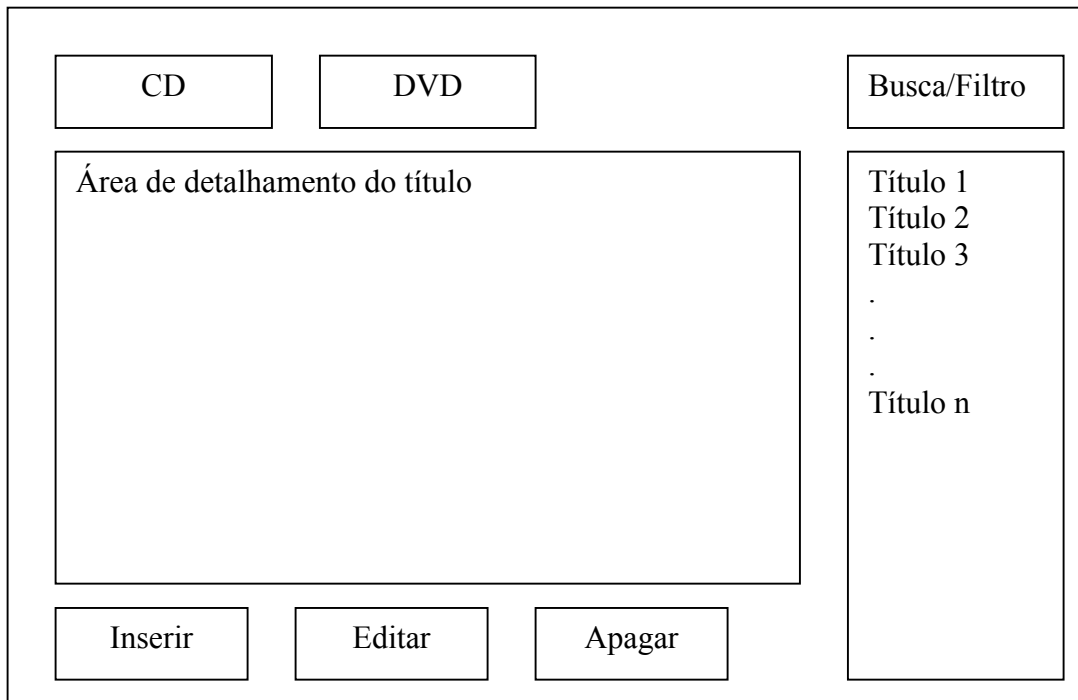 CD
DVD
Busca/Filtro
Área de detalhamento do título
Título 1
Título 2
Título 3
.
.
.
Título n
Inserir
Editar
Apagar